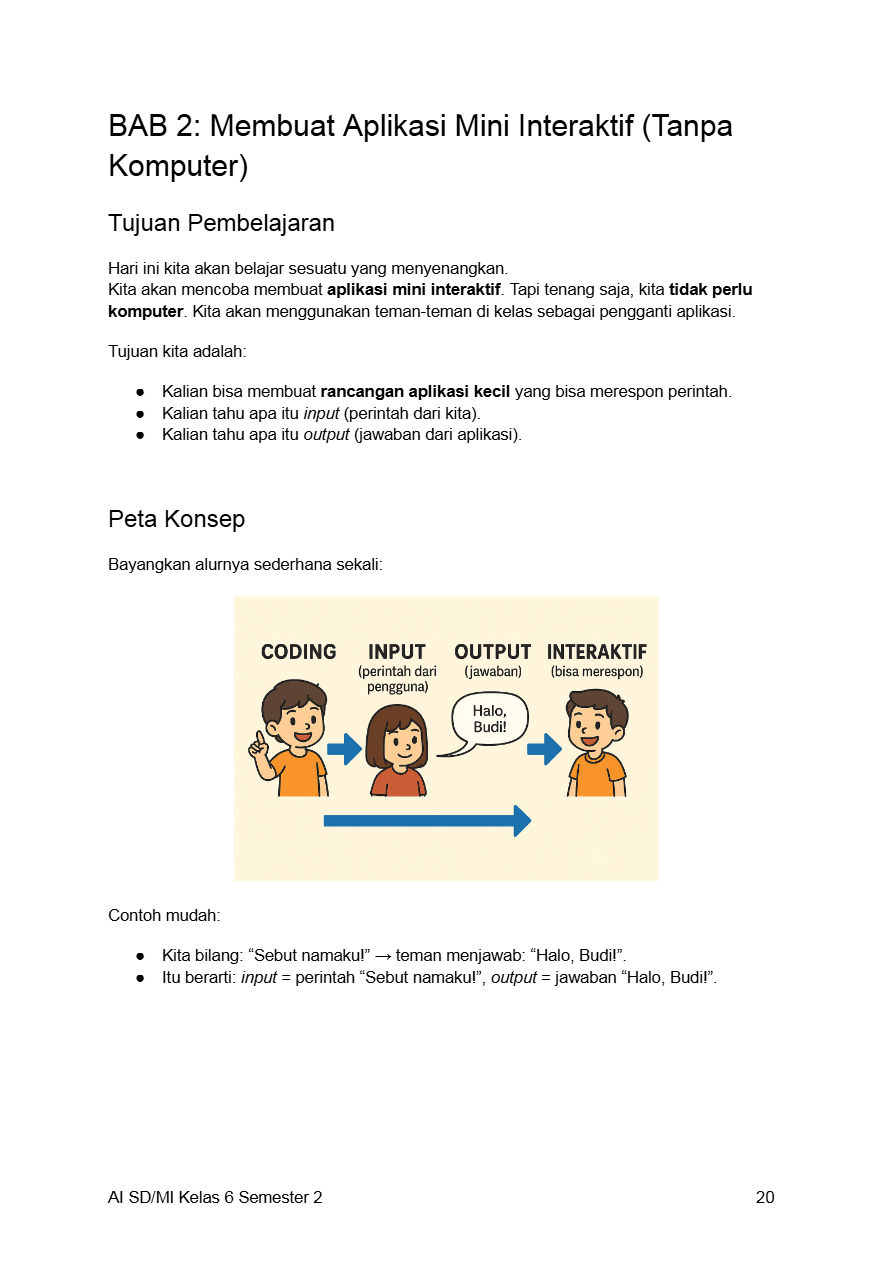 BAB 2: Membuat Aplikasi Mini Interaktif (Tanpa
Komputer)
Tujuan Pembelajaran
Hari ini kita akan belajar sesuatu yang menyenangkan.
Kita akan mencoba membuat aplikasi mini interaktif. Tapi tenang saja, kita tidak perlu
komputer. Kita akan menggunakan teman-teman di kelas sebagai pengganti aplikasi.
Tujuan kita adalah:
● Kalian bisa membuat rancangan aplikasi kecil yang bisa merespon perintah.
● Kalian tahu apa itu input (perintah dari kita).
● Kalian tahu apa itu output (jawaban dari aplikasi).
Peta Konsep
Bayangkan alurnya sederhana sekali:
CODING
INPUT
(perintah dari
pengguna)
OUTPUT
(jawaban)
INTERAKTIF
(bisa merespon)
Halo,
Budi!
Contoh mudah:
● Kita bilang: “Sebut namaku!” → teman menjawab: “Halo, Budi!”.
● Itu berarti: input = perintah “Sebut namaku!”, output = jawaban “Halo, Budi!”.
AI SD/MI Kelas 6 Semester 2 20